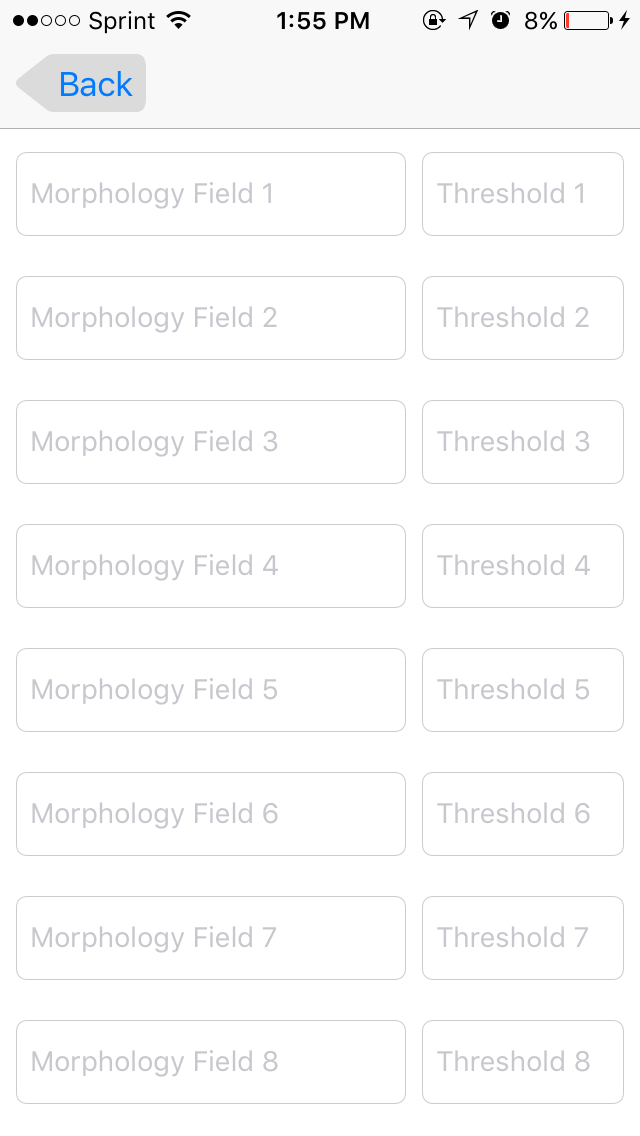 Sprint 1:55 PM 8%
Back
Morphology Field 1 Threshold 1
Morphology Field 2 Threshold 2
Morphology Field 3 Threshold 3
Morphology Field 4 Threshold 4
Morphology Field 5 Threshold 5
Morphology Field 6 Threshold 6
Morphology Field 7 Threshold 7
Morphology Field 8 Threshold 8